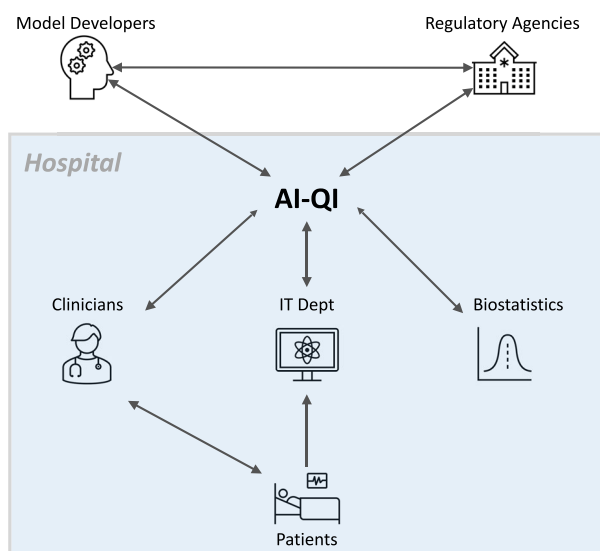 Model Developers
Regulatory Agencies
Hospital
AI-QI
Clinicians
IT Dept
Biostatistics
Patients